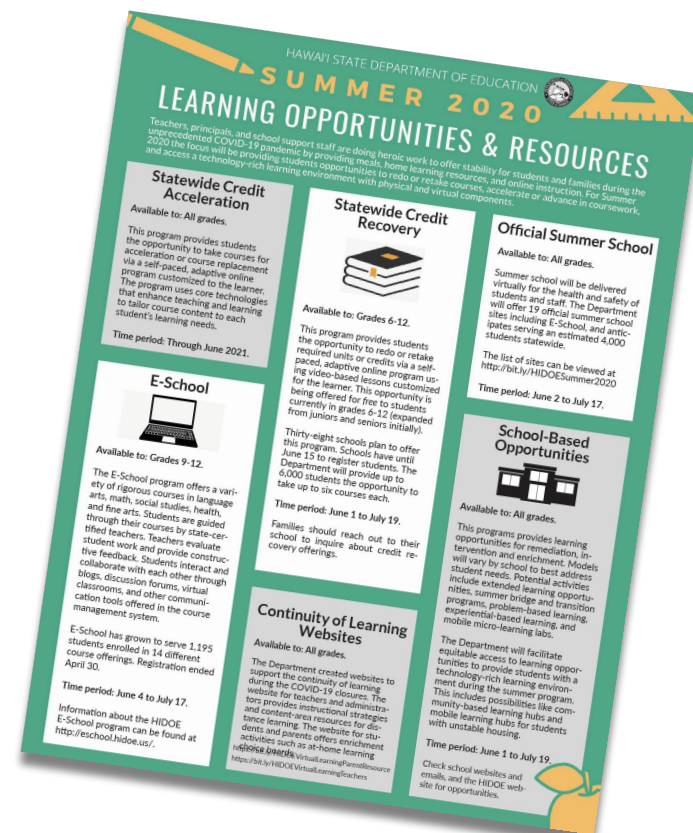 HAWAI'I STATE DEPARTMENT OF EDUCATION
SUMMER 2020
LEARNING OPPORTUNITIES & RESOURCES
Teachers, principals, and school support staff are doing heroic work to offer stability for students and families during the
unprecedented COVID-19 pandemic by providing meals, home learning resources, and online instruction. For Summer
2020 the focus will be providing students opportunities to redo or retake courses, accelerate or advance in coursework,
and access a technology-rich learning environment with physical and virtual components.
Statewide Credit
Acceleration
Available to: All grades.
This program provides students
the opportunity to take courses for
acceleration or course replacement
via a self-paced, adaptive online
program customized to the learner.
The program uses core technologies
that enhance teaching and learning
to tailor course content to each
student's learning needs.
Time period: Through June 2021.
E-School
Available to: Grades 9-12.
The E-School program offers a vari-
ety of rigorous courses in language
arts, math, social studies, health,
and fine arts. Students are guided
through their courses by state-cer-
tified teachers. Teachers evaluate
student work and provide construc-
tive feedback. Students interact and
collaborate with each other through
blogs, discussion forums, virtual
classrooms, and other communi-
cation tools offered in the course
management system.
E-School has grown to serve 1,195
students enrolled in 14 different
course offerings. Registration ended
April 30.
Time period: June 4 to July 17.
Information about the HIDOE
E-School program can be found at
http://eschool.hidoe.us/.
Statewide Credit
Recovery
Available to: Grades 6-12.
This program provides students
the opportunity to redo or retake
required units or credits via a self-
paced, adaptive online program us-
ing video-based lessons customized
for the learner. This opportunity is
being offered for free to students
currently in grades 6-12 (expanded
from juniors and seniors initially).
Thirty-eight schools plan to offer
this program. Schools have until
June 15 to register students. The
Department will provide up to
6,000 students the opportunity to
take up to six courses each.
Time period: June 1 to July 19.
Families should reach out to their
school to inquire about credit re-
covery offerings.
Continuity of Learning
Websites
Available to: All grades.
The Department created websites to
support the continuity of learning
during the COVID-19 closures. The
website for teachers and administra-
tors provides instructional strategies
and content-area resources for dis-
tance learning. The website for stu-
dents and parents offers enrichment
activities such as at-home learning
choice boards.
https://bit.ly/HIDOEVirtualLearningParentResource
https://bit.ly/HIDOEVirtualLearningTeachers
Official Summer School
Available to: All grades.
Summer school will be delivered
virtually for the health and safety of
students and staff. The Department
will offer 19 official summer school
sites including E-School, and antic-
ipates serving an estimated 4,000
students statewide.
The list of sites can be viewed at
http://bit.ly/HIDOESummer2020
Time period: June 2 to July 17.
School-Based
Opportunities
Available to: All grades.
This programs provides learning
opportunities for remediation, in-
tervention and enrichment. Models
will vary by school to best address
student needs. Potential activities
include extended learning opportu-
nities, summer bridge and transition
programs, problem-based learning,
experiential-based learning, and
mobile micro-learning labs.
The Department will facilitate
equitable access to learning oppor-
tunities to provide students with a
technology-rich learning environ-
ment during the summer program.
This includes possibilities like com-
munity-based learning hubs and
mobile learning hubs for students
with unstable housing.
Time period: June 1 to July 19.
Check school websites and
emails, and the HIDOE web-
site for opportunities.